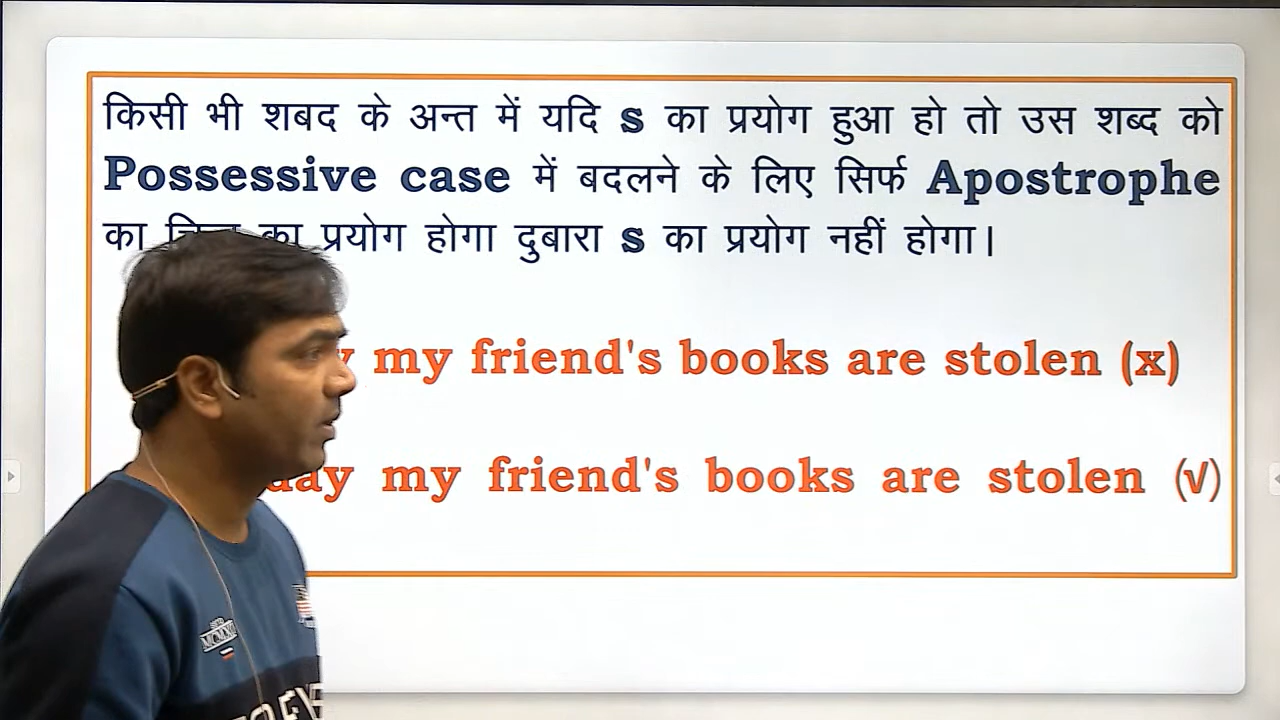 किसी भी शबद के अन्त में यदि s का प्रयोग हुआ हो तो उस शब्द को
Possessive case में बदलने के लिए सिर्फ Apostrophe
का का प्रयोग होगा दुबारा s का प्रयोग नहीं होगा।
my friend's books are stolen (x)
my friend's books are stolen (√)
MCMX